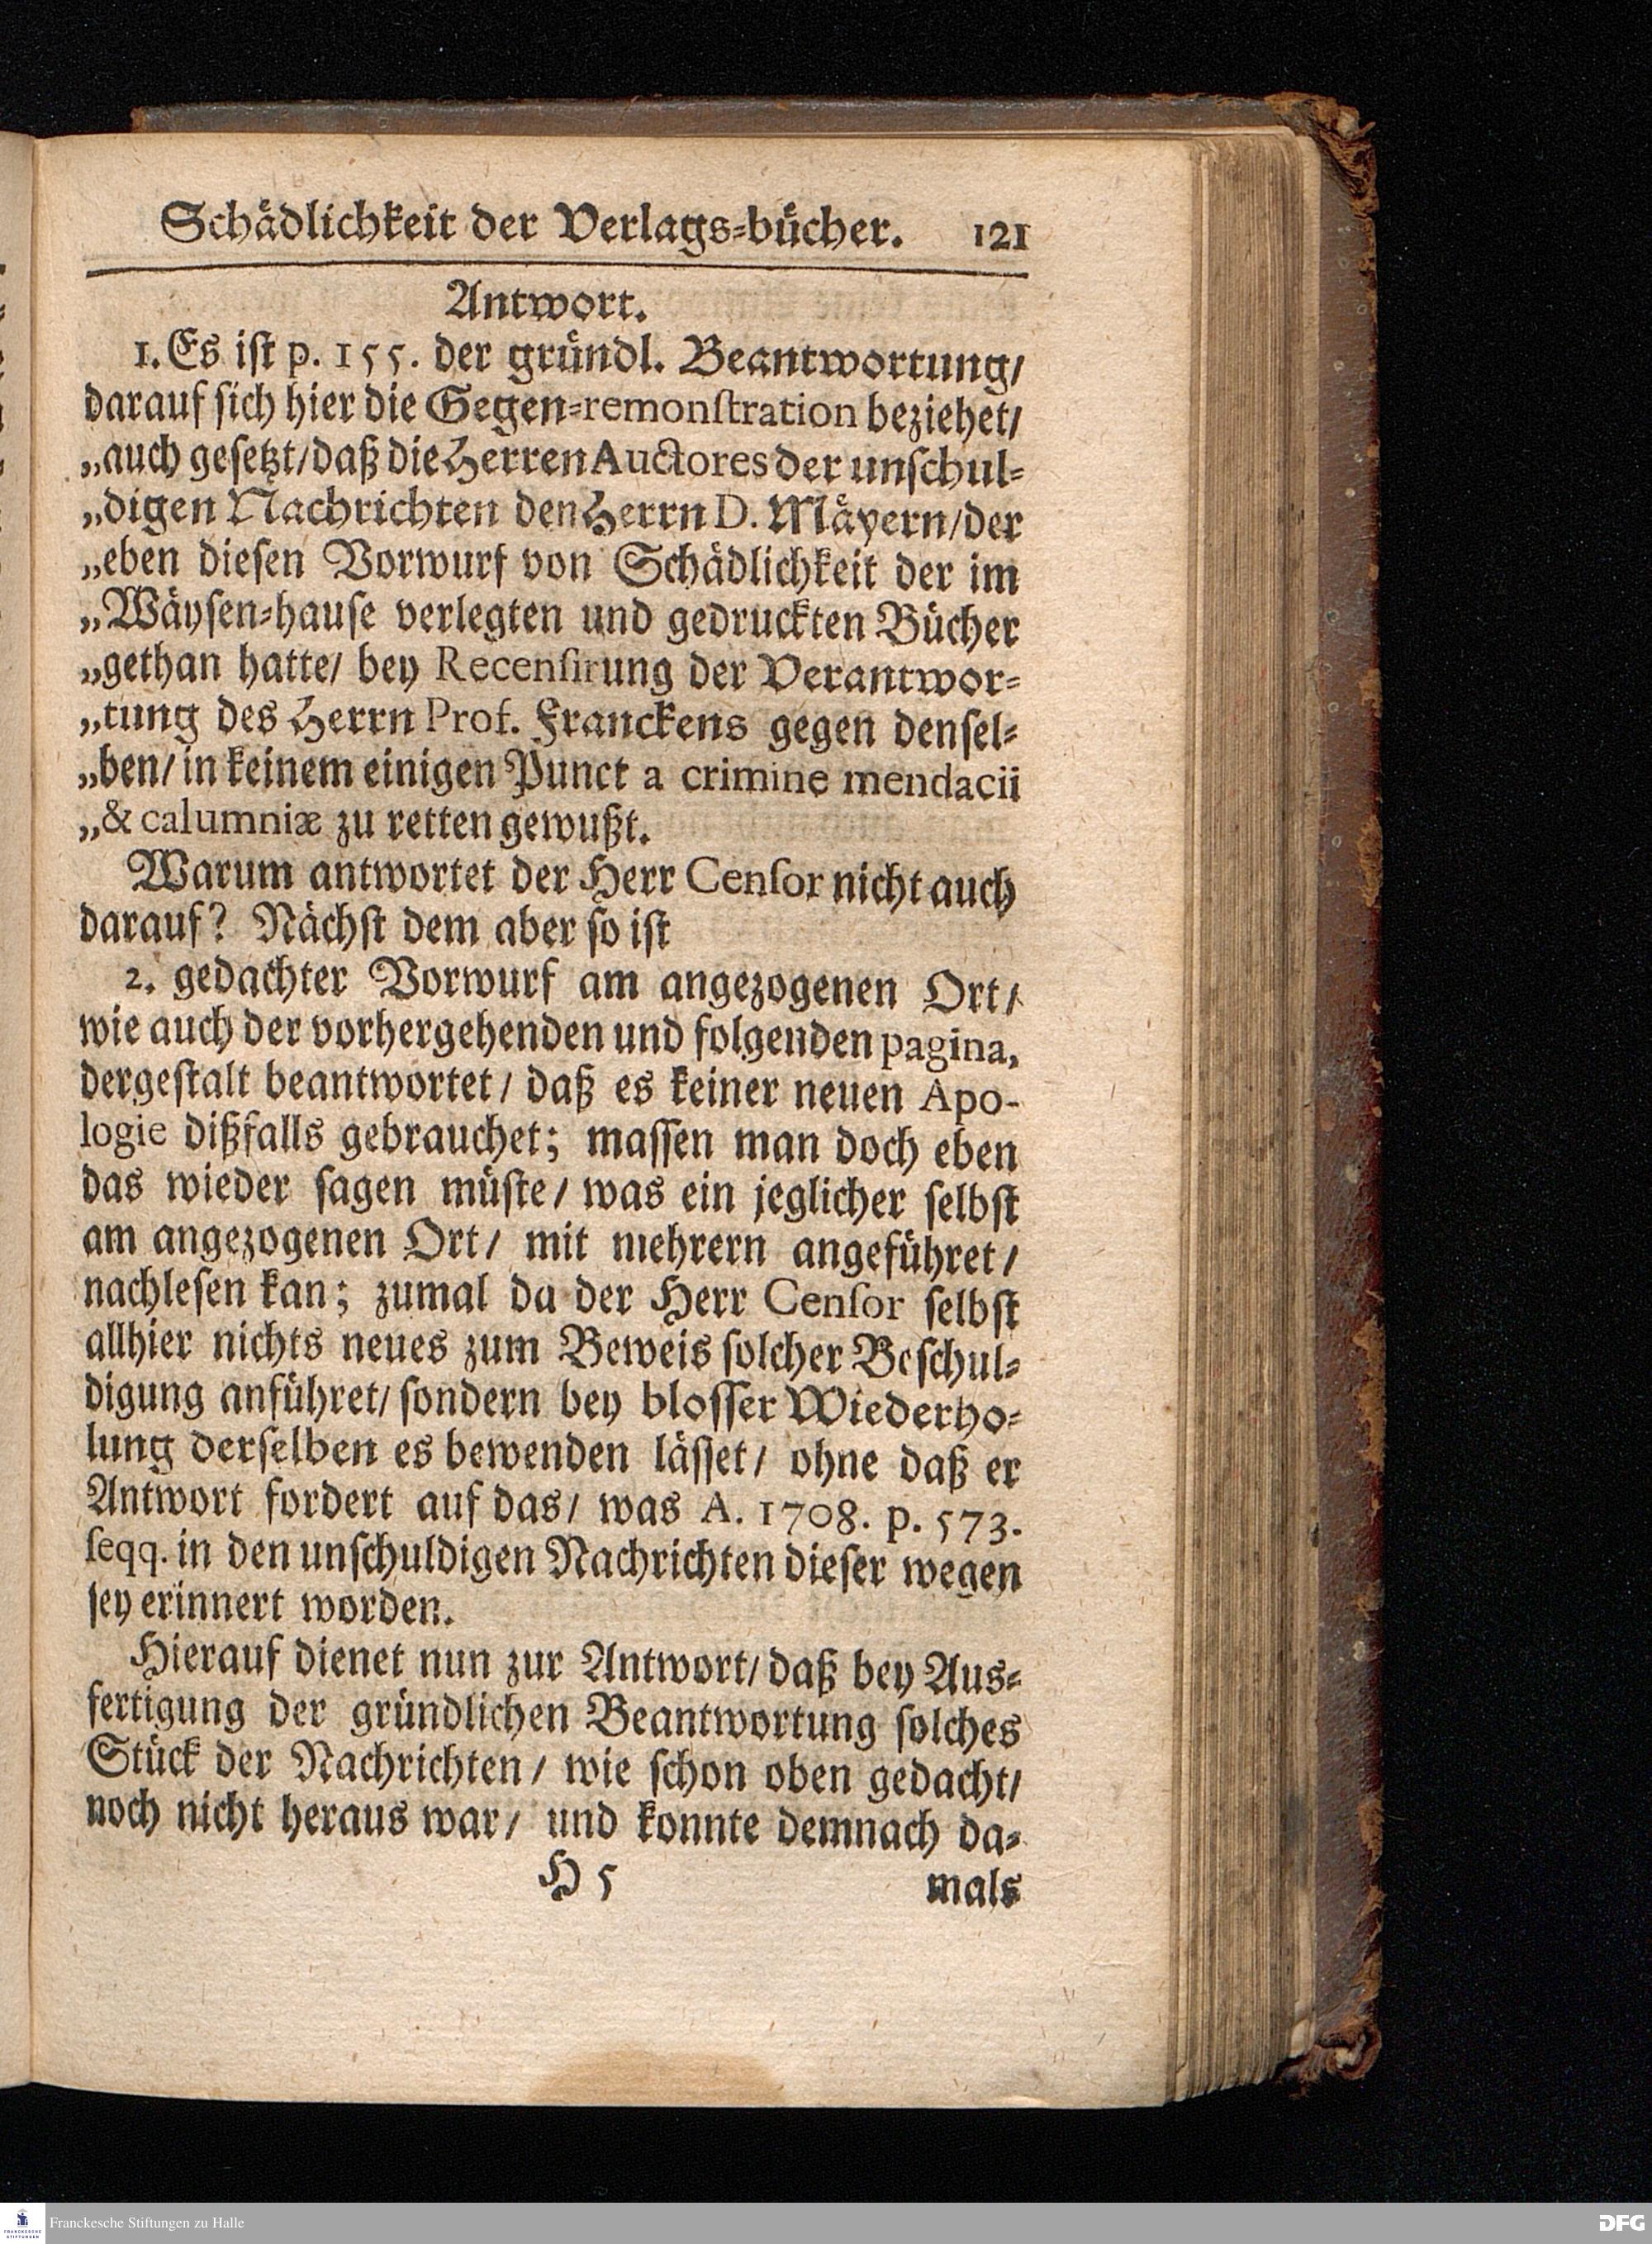 Schädlichkeit der Verlags-bücher. 121
Antwort.
1. Es iſt p. 155. der gründl. Beantwortung/
darauf ſich hier die Gegen-remonſtration beziehet/
„auch geſetzt/ daß die Herren Auctores der unſchul-
„digen Nachrichten den Herrn D. Mäyern/ der
„eben dieſen Vorwurf von Schädlichkeit der im
„Wäyſen-hauſe verlegten und gedruckten Bücher
„gethan hatte/ bey Recenſirung der Verantwor-
„tung des Herrn Prof. Franckens gegen denſel-
„ben/ in keinem einigen Punct a crimine mendacii
„& calumniæ zu retten gewußt.
Warum antwortet der Herr Cenſor nicht auch
darauf? Nächſt dem aber ſo iſt
2. gedachter Vorwurf am angezogenen Ort/
wie auch der vorhergehenden und folgenden pagina,
dergeſtalt beantwortet/ daß es keiner neuen Apo-
logie dißfalls gebrauchet; maſſen man doch eben
das wieder ſagen müſte/ was ein jeglicher ſelbſt
am angezogenen Ort/ mit mehrern angeführet/
nachleſen kan; zumal da der Herr Cenſor ſelbſt
allhier nichts neues zum Beweis ſolcher Beſchul-
digung anführet/ ſondern bey bloſſer Wiederho-
lung derſelben es bewenden läſſet/ ohne daß er
Antwort fordert auf das/ was A. 1708. p. 573.
ſeqq. in den unſchuldigen Nachrichten dieſer wegen
ſey erinnert worden.
Hierauf dienet nun zur Antwort/ daß bey Aus-
fertigung der gründlichen Beantwortung ſolches
Stück der Nachrichten/ wie ſchon oben gedacht/
noch nicht heraus war/ und konnte demnach da-
H 5 mals
FRANCKESCHE
STIFTUNGEN
Franckesche Stiftungen zu Halle
DFG